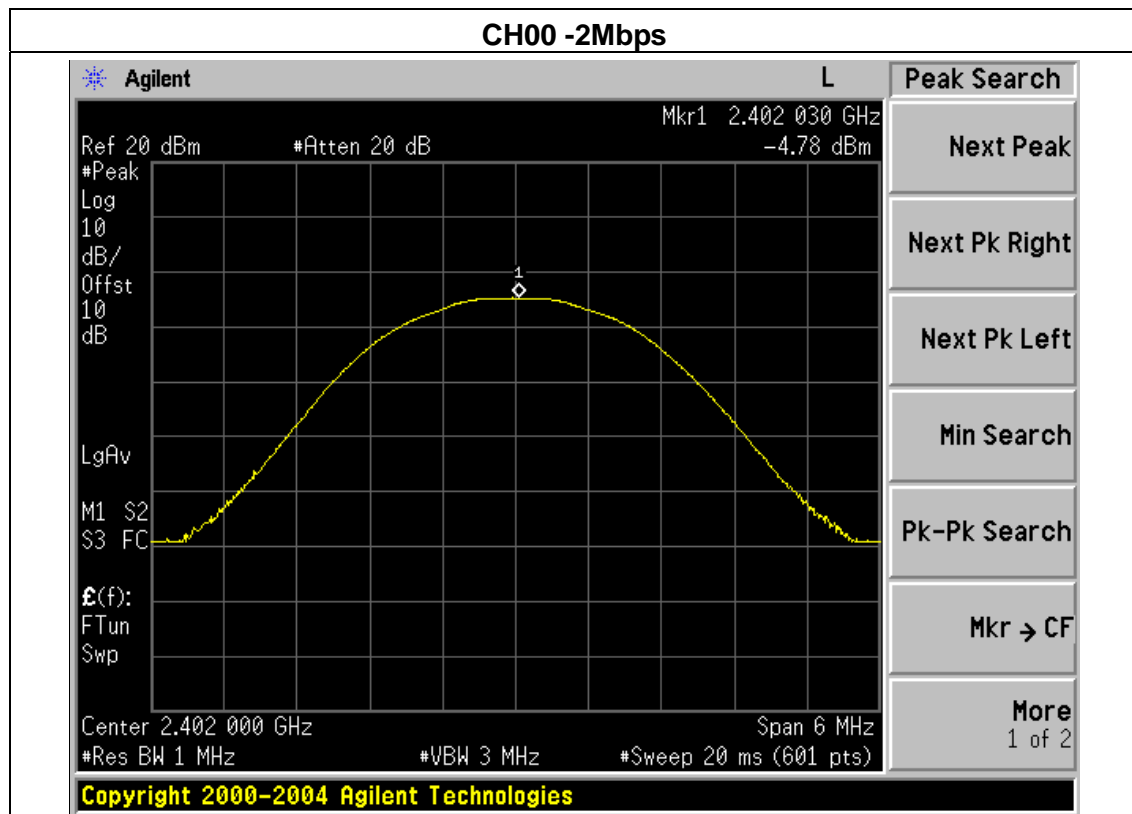 CH00 -2Mbps
Agilent L Peak Search
Mkr1 2.402 030 GHz
Ref 20 dBm #Atten 20 dB -4.78 dBm
#Peak
Log
10
dB/
Offst
10
dB
1
LgAv
M1 S2
S3 FC
£(f):
FTun
Swp
Center 2.402 000 GHz Span 6 MHz
#Res BW 1 MHz #VBW 3 MHz #Sweep 20 ms (601 pts)
Copyright 2000-2004 Agilent Technologies
Next Peak
Next Pk Right
Next Pk Left
Min Search
Pk-Pk Search
Mkr → CF
More
1 of 2